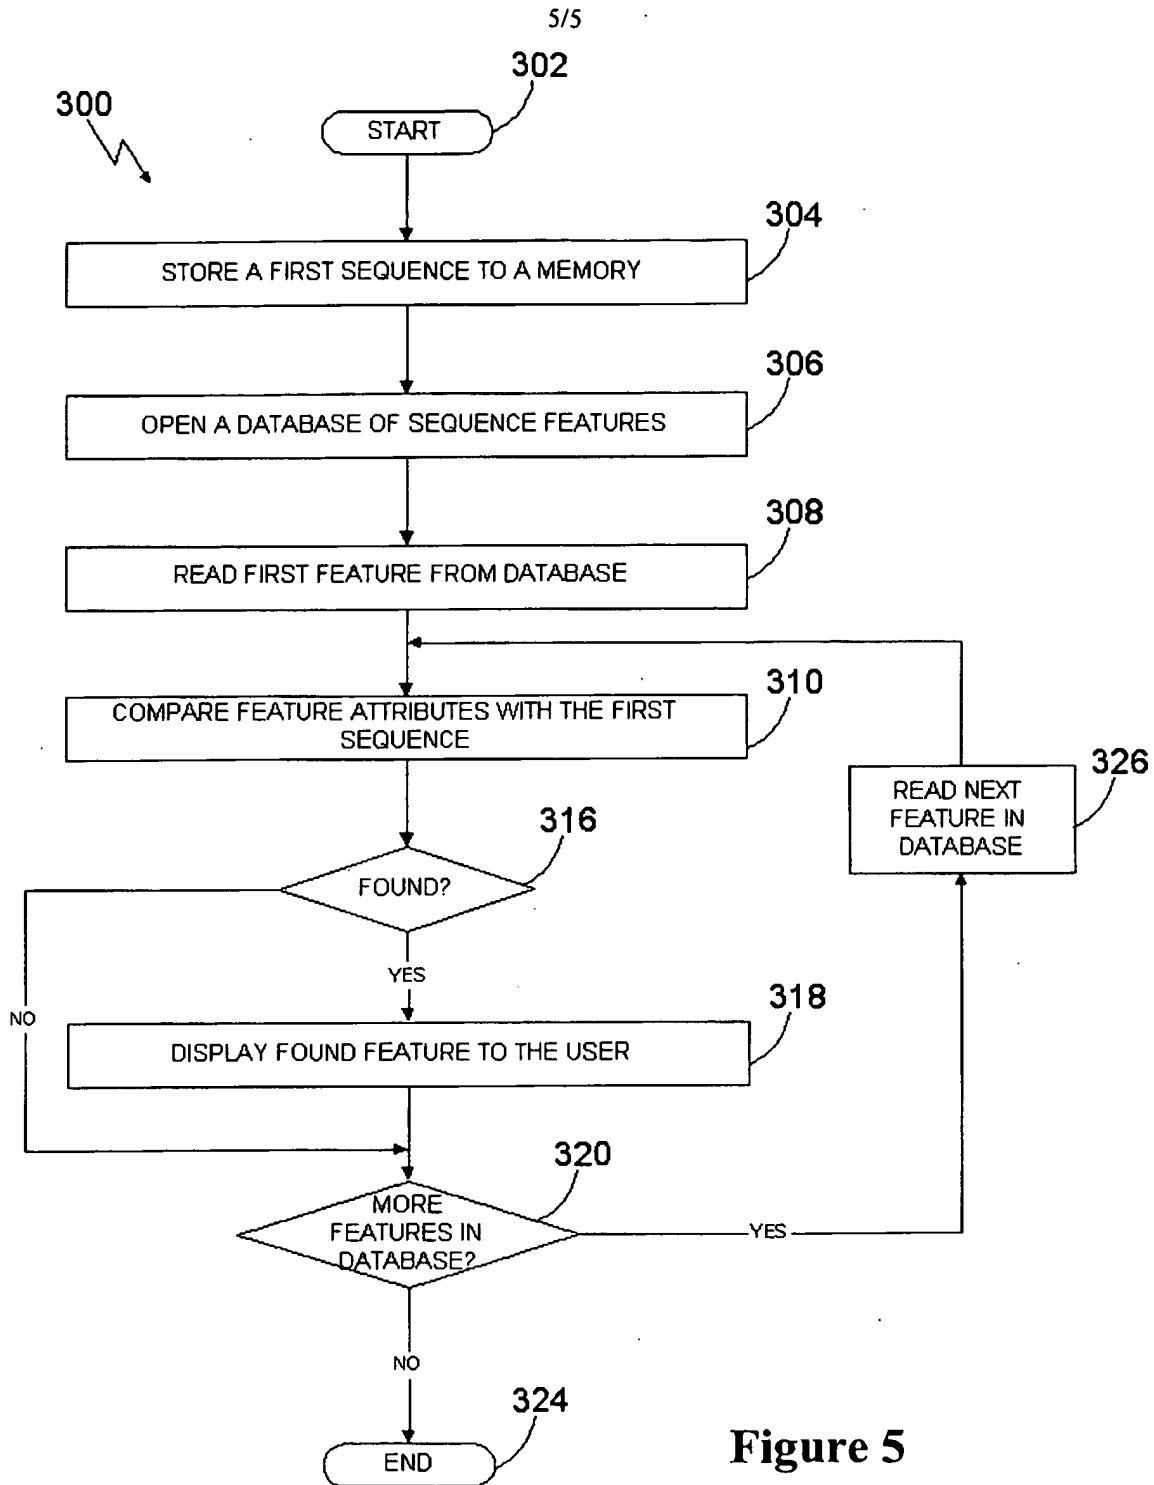 5/5
302
300
START
304
STORE A FIRST SEQUENCE TO A MEMORY
306
OPEN A DATABASE OF SEQUENCE FEATURES
308
READ FIRST FEATURE FROM DATABASE
310
COMPARE FEATURE ATTRIBUTES WITH THE FIRST
SEQUENCE
326
READ NEXT
FEATURE IN
DATABASE
316
FOUND?
YES
NO
318
DISPLAY FOUND FEATURE TO THE USER
320
MORE
FEATURES IN
DATABASE?
YES
NO
324
END
Figure 5